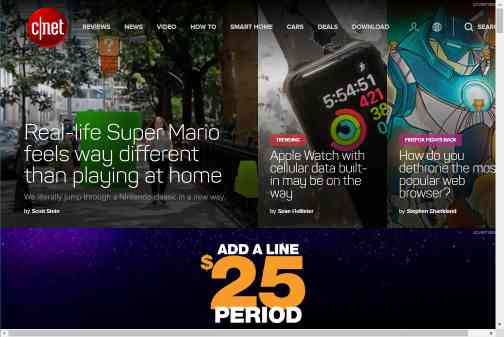 advertisement
c|net
REVIEWS NEWS VIDEO HOW TO SMART HOME CARS DEALS DOWNLOAD
Real-life Super Mario
feels way different
than playing at home
We literally jump through a Nintendo classic in a new way.
by Scott Stein
5:54:51
421
38
TRENDING
Apple Watch with
cellular data built-
in may be on the
way
by Sean Hollister
FIREFOX FIGHTS BACK
How do you
dethrone the mos
popular web
browser?
by Stephen Shankland
ADD A LINE
$25
PERIOD